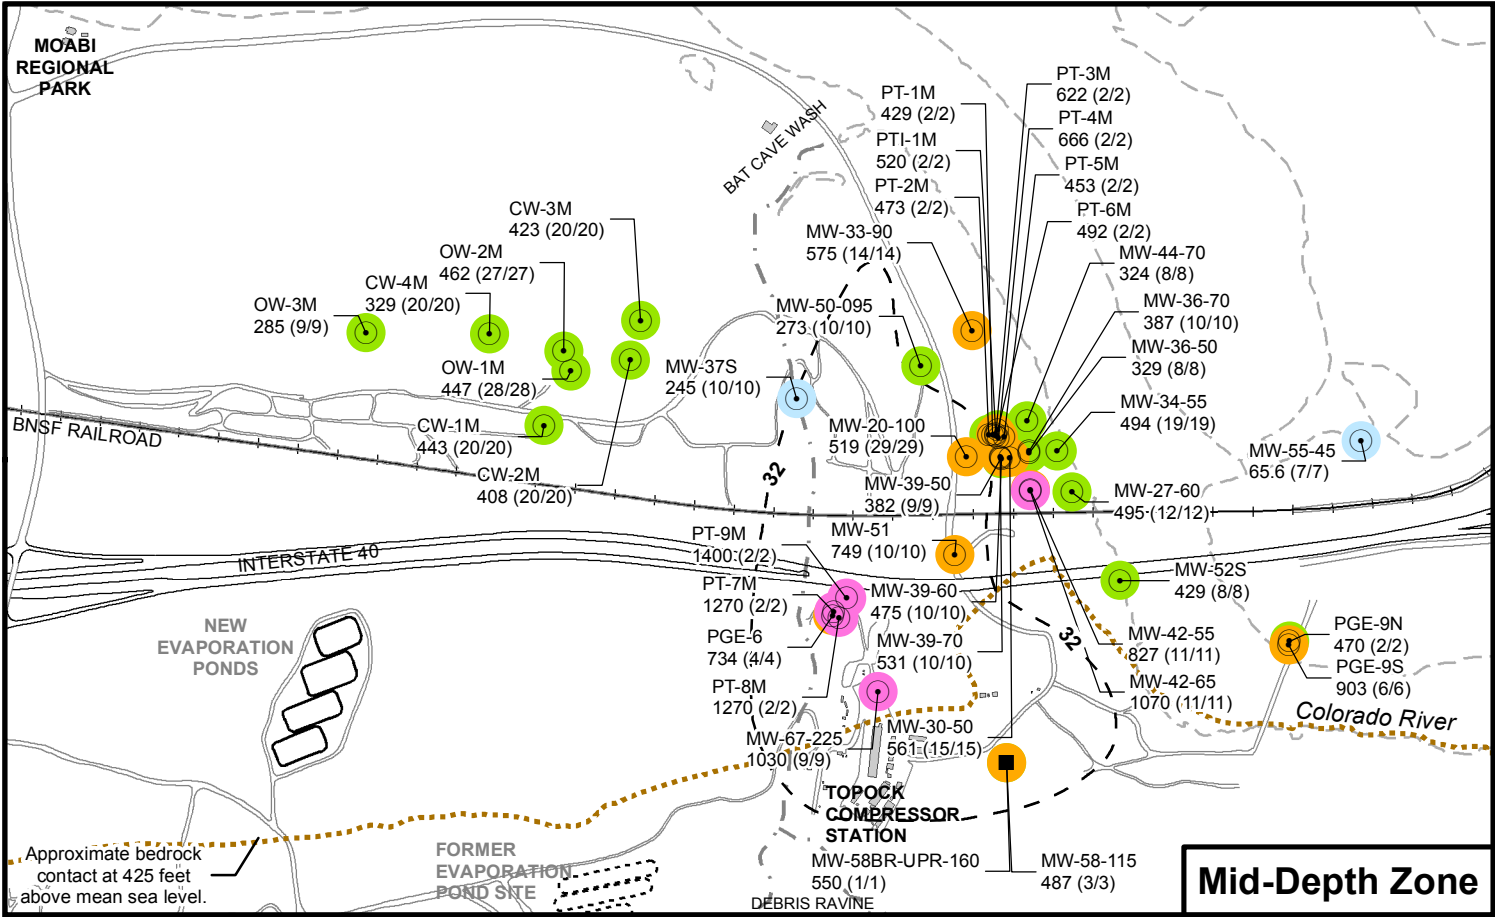 MOABI
REGIONAL
PARK
BAT CAVE WASH
PT-3M
622 (2/2)
PT-1M
429 (2/2)
PT-4M
666 (2/2)
PTI-1M
520 (2/2)
PT-5M
453 (2/2)
PT-2M
473 (2/2)
PT-6M
492 (2/2)
CW-3M
423 (20/20)
MW-33-90
575 (14/14)
MW-44-70
324 (8/8)
OW-2M
462 (27/27)
CW-4M
329 (20/20)
OW-3M
285 (9/9)
MW-50-095
273 (10/10)
MW-36-70
387 (10/10)
MW-36-50
329 (8/8)
OW-1M
447 (28/28)
MW-37S
245 (10/10)
MW-34-55
494 (19/19)
BNSF RAILROAD
CW-1M
443 (20/20)
MW-20-100
519 (29/29)
MW-55-45
65.6 (7/7)
CW-2M
408 (20/20)
32
MW-39-50
382 (9/9)
MW-27-60
495 (12/12)
INTERSTATE 40
PT-9M
1400 (2/2)
MW-51
749 (10/10)
PT-7M
1270 (2/2)
MW-39-60
475 (10/10)
MW-52S
429 (8/8)
NEW
EVAPORATION
PONDS
PGE-6
734 (4/4)
MW-39-70
531 (10/10)
32
MW-42-55
827 (11/11)
PGE-9N
470 (2/2)
PGE-9S
903 (6/6)
PT-8M
1270 (2/2)
MW-42-65
1070 (11/11)
Colorado River
MW-67-225
1030 (9/9)
MW-30-50
561 (15/15)
TOPOCK
COMPRESSOR
STATION
Approximate bedrock
contact at 425 feet
above mean sea level.
FORMER
EVAPORATION
POND SITE
MW-58BR-UPR-160
550 (1/1)
MW-58-115
487 (3/3)
DEBRIS RAVINE
Mid-Depth Zone